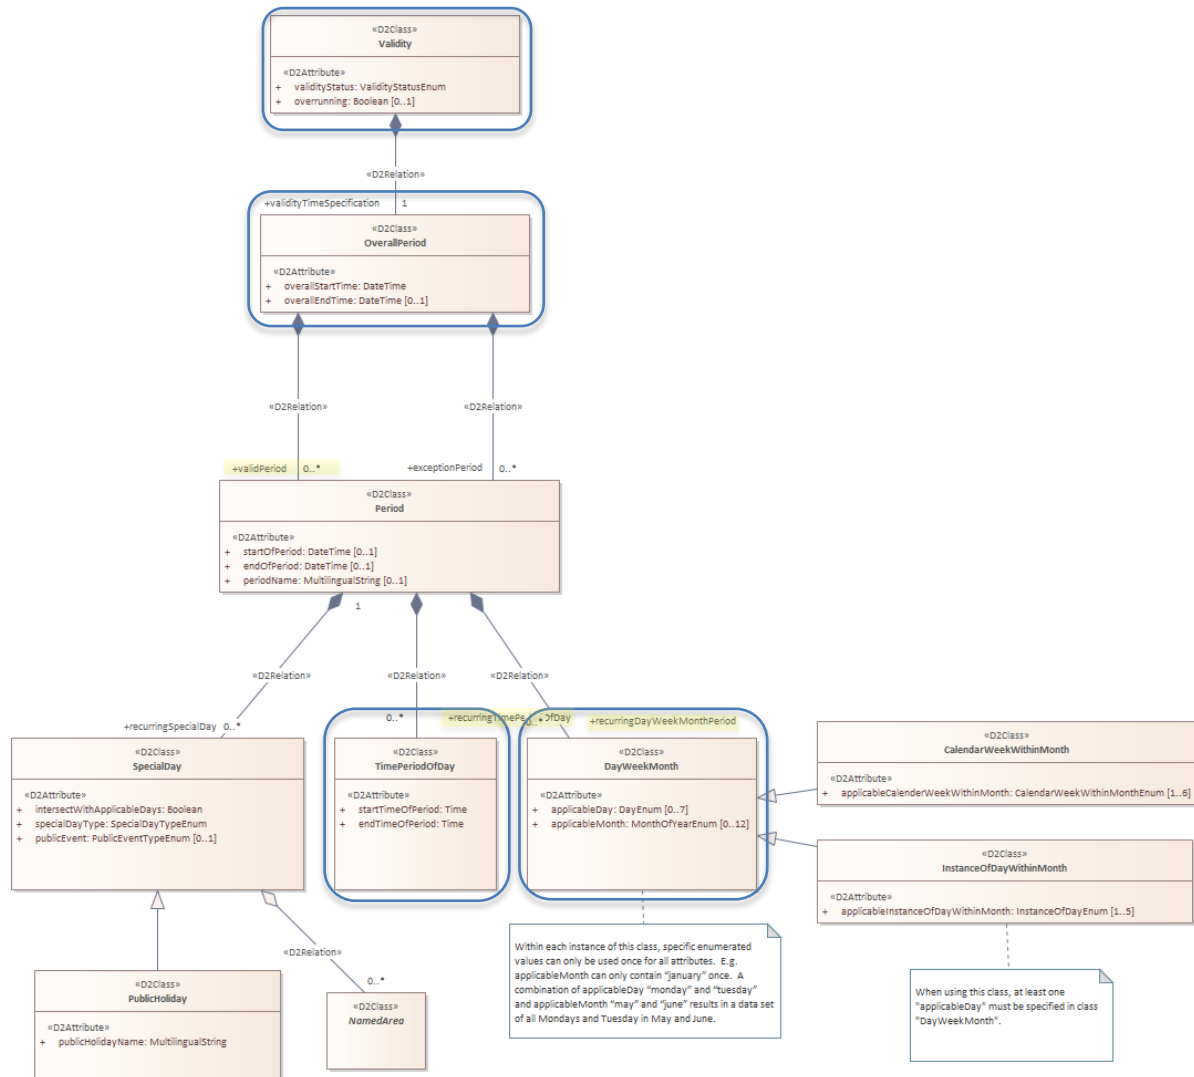 «D2Class»
Validity
«D2Attribute»
+ validityStatus: ValidityStatusEnum
+ overrunning: Boolean [0..1]
«D2Relation»
+validityTimeSpecification 1
«D2Class»
OverallPeriod
«D2Attribute»
+ overallStartTime: DateTime
+ overallEndTime: DateTime [0..1]
«D2Relation» «D2Relation»
+validPeriod 0..* +exceptionPeriod 0..*
«D2Class»
Period
«D2Attribute»
+ startOfPeriod: DateTime [0..1]
+ endOfPeriod: DateTime [0..1]
+ periodName: MultilingualString [0..1]
1
«D2Relation» «D2Relation» «D2Relation»
+recurringSpecialDay 0..*
0..* +recurringTimePe OfDay 0..* +recurringDayWeekMonthPeriod
«D2Class»
SpecialDay
«D2Attribute»
+ intersectWithApplicableDays: Boolean
+ specialDayType: SpecialDayTypeEnum
+ publicEvent: PublicEventTypeEnum [0..1]
«D2Class»
TimePeriodOfDay
«D2Attribute»
+ startTimeOfPeriod: Time
+ endTimeOfPeriod: Time
«D2Class»
DayWeekMonth
«D2Attribute»
+ applicableDay: DayEnum [0..7]
+ applicableMonth: MonthOfYearEnum [0..12]
«D2Class»
CalendarWeekWithinMonth
«D2Attribute»
+ applicableCalenderWeekWithinMonth: CalendarWeekWithinMonthEnum [1..6]
«D2Class»
InstanceOfDayWithinMonth
«D2Attribute»
+ applicableInstanceOfDayWithinMonth: InstanceOfDayEnum [1..5]
«D2Relation»
0..*
«D2Class»
PublicHoliday
«D2Attribute»
+ publicHolidayName: MultilingualString
«D2Class»
NamedArea
Within each instance of this class, specific enumerated
values can only be used once for all attributes. E.g.
applicableMonth can only contain “january” once. A
combination of applicableDay “monday” and “tuesday”
and applicableMonth “may” and “june” results in a data set
of all Mondays and Tuesday in May and June.
When using this class, at least one
"applicableDay" must be specified in class
"DayWeekMonth".